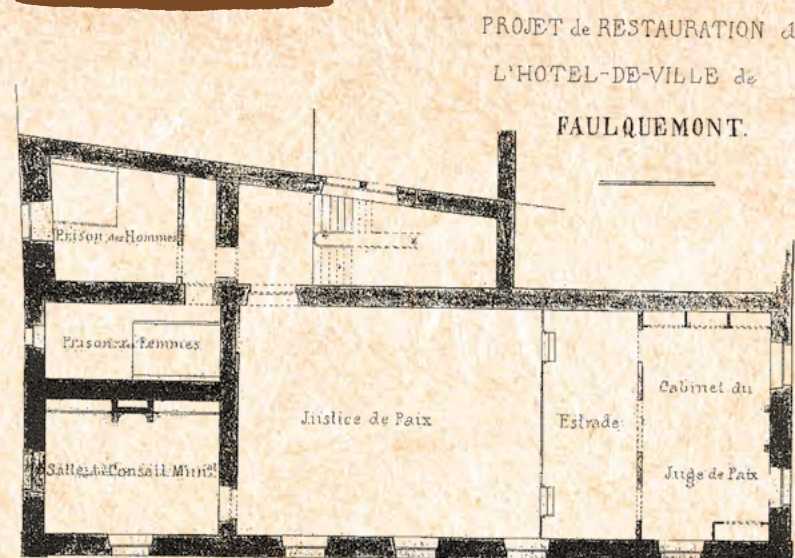 PROJET de RESTAURATION d
L'HOTEL-DE-VILLE de
FAULQUEMONT.
Prison des Hommes
Prison des Femmes
Salle du Conseil Munal
Justice de Paix
Estrade
Cabinet du
Juge de Paix